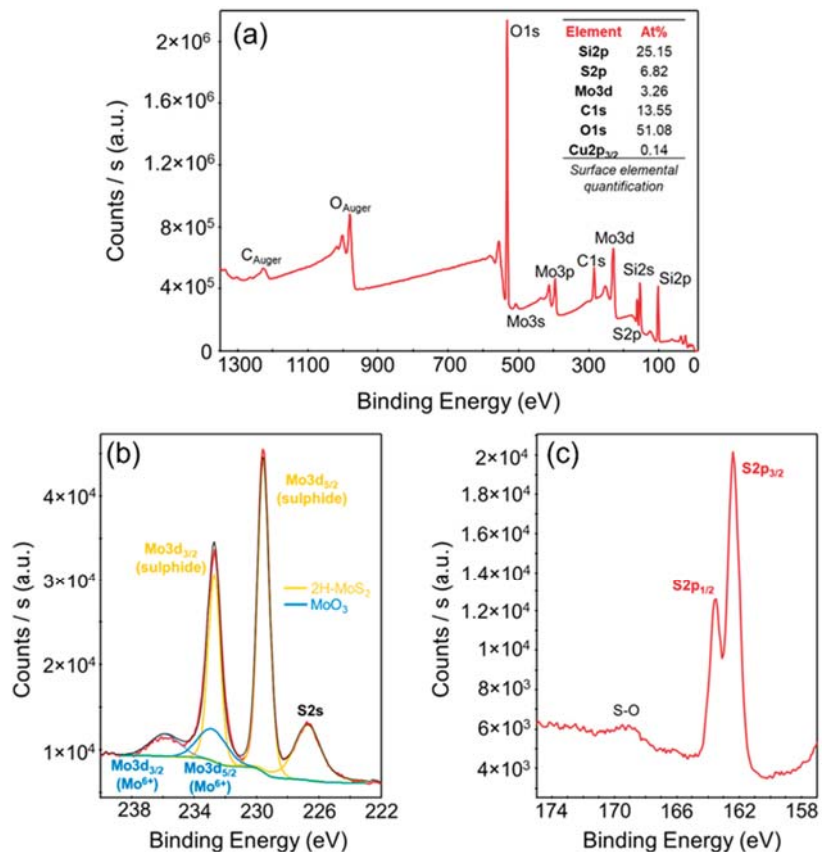 (a)
Counts / s (a.u.)
2×10⁶
1.6×10⁶
1.2×10⁶
8×10⁵
4×10⁵
0
C_Auger
O_Auger
O1s
Mo3s
Mo3p
C1s
Mo3d
S2p
Si2s
Si2p
Element At%
Si2p 25.15
S2p 6.82
Mo3d 3.26
C1s 13.55
O1s 51.08
Cu2p₃/₂ 0.14
Surface elemental
quantification
1300 1100 900 700 500 300 100 0
Binding Energy (eV)
(b)
Counts / s (a.u.)
4×10⁴
3×10⁴
2×10⁴
1×10⁴
Mo3d₅/₂
(sulphide)
Mo3d₃/₂
(sulphide)
2H-MoS₂
MoO₃
S2s
Mo3d₃/₂
(Mo⁶⁺)
Mo3d₅/₂
(Mo⁶⁺)
238 234 230 226 222
Binding Energy (eV)
(c)
Counts / s (a.u.)
2×10⁴
1.8×10⁴
1.6×10⁴
1.4×10⁴
1.2×10⁴
1×10⁴
8×10³
6×10³
4×10³
S2p₃/₂
S2p₁/₂
S-O
174 170 166 162 158
Binding Energy (eV)